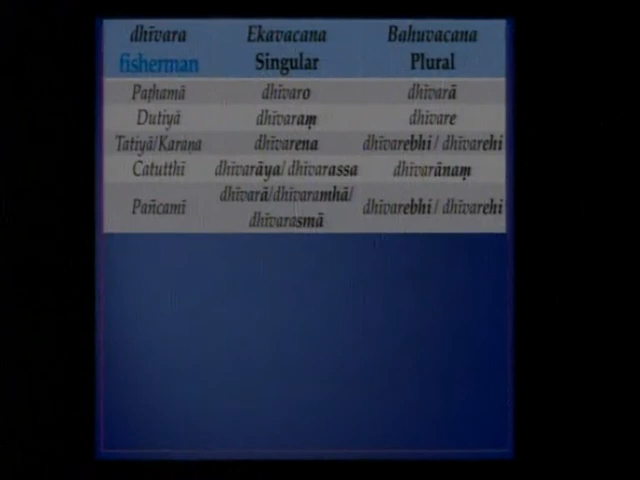 dhīvara Ekavacana Bahuvacana
fisherman Singular Plural
Paṭhamā dhīvaro dhīvarā
Dutiyā dhīvaraṃ dhīvare
Tatiyā/Karaṇa dhīvarena dhīvarebhi / dhīvarehi
Catutthī dhīvarāya/ dhīvarassa dhīvarānaṃ
Pañcamī dhīvarā/dhīvaramhā/ dhīvarebhi / dhīvarehi
dhīvarasmā